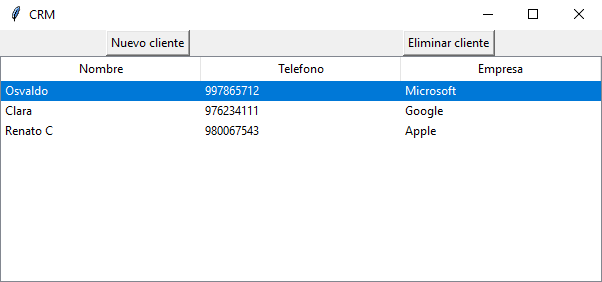 CRM
Nuevo cliente Eliminar cliente
Nombre Telefono Empresa
Osvaldo 997865712 Microsoft
Clara 976234111 Google
Renato C 980067543 Apple